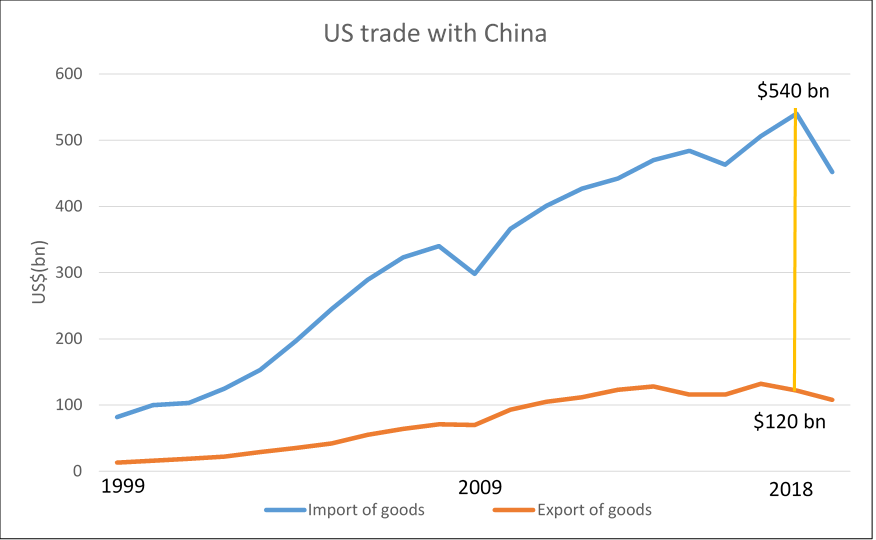 US trade with China
600
$540 bn
500
400
US$(bn)
300
200
100
$120 bn
0
1999 2009 2018
Import of goods Export of goods